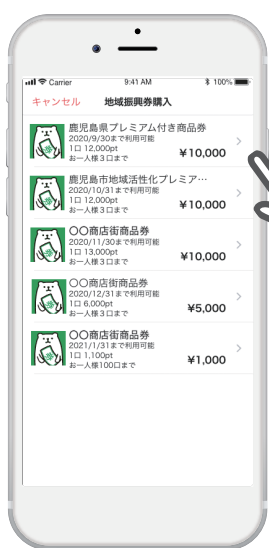 Carrier 9:41 AM 100%
キャンセル 地域振興券購入
鹿児島県プレミアム付き商品券
2020/9/30まで利用可能
1口 12,000pt
お一人様3口まで ¥10,000
鹿児島市地域活性化プレミア…
2020/10/31まで利用可能
1口 12,000pt
お一人様3口まで ¥10,000
〇〇商店街商品券
2020/11/30まで利用可能
1口 13,000pt
お一人様3口まで ¥10,000
〇〇商店街商品券
2020/12/31まで利用可能
1口 6,000pt
お一人様3口まで ¥5,000
〇〇商店街商品券
2021/1/31まで利用可能
1口 1,100pt
お一人様100口まで ¥1,000